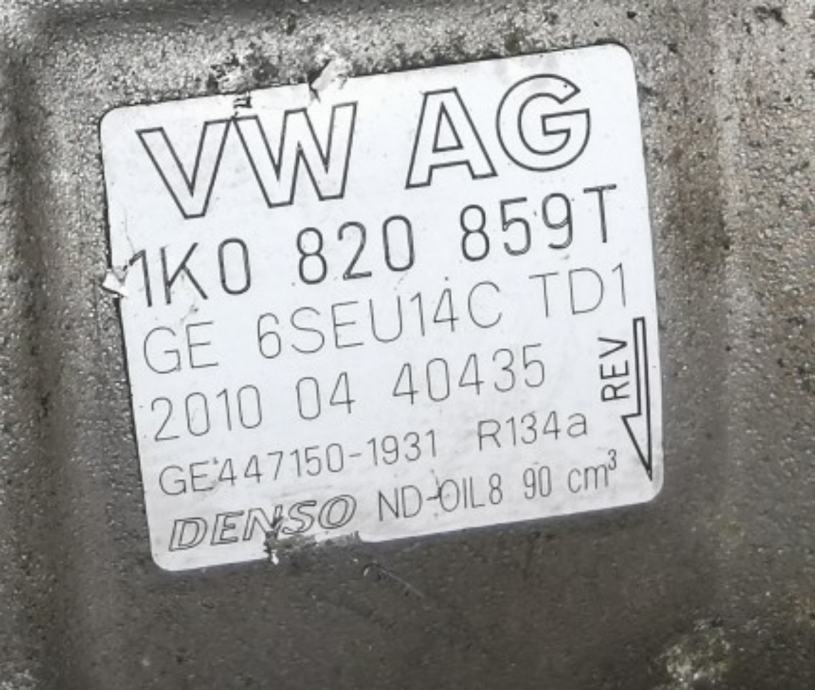 VW AG
1K0 820 859T
GE 6SEU14C TD1
2010 04 40435
REV
GE447150-1931 R134a
DENSO ND-OIL8 90 cm³